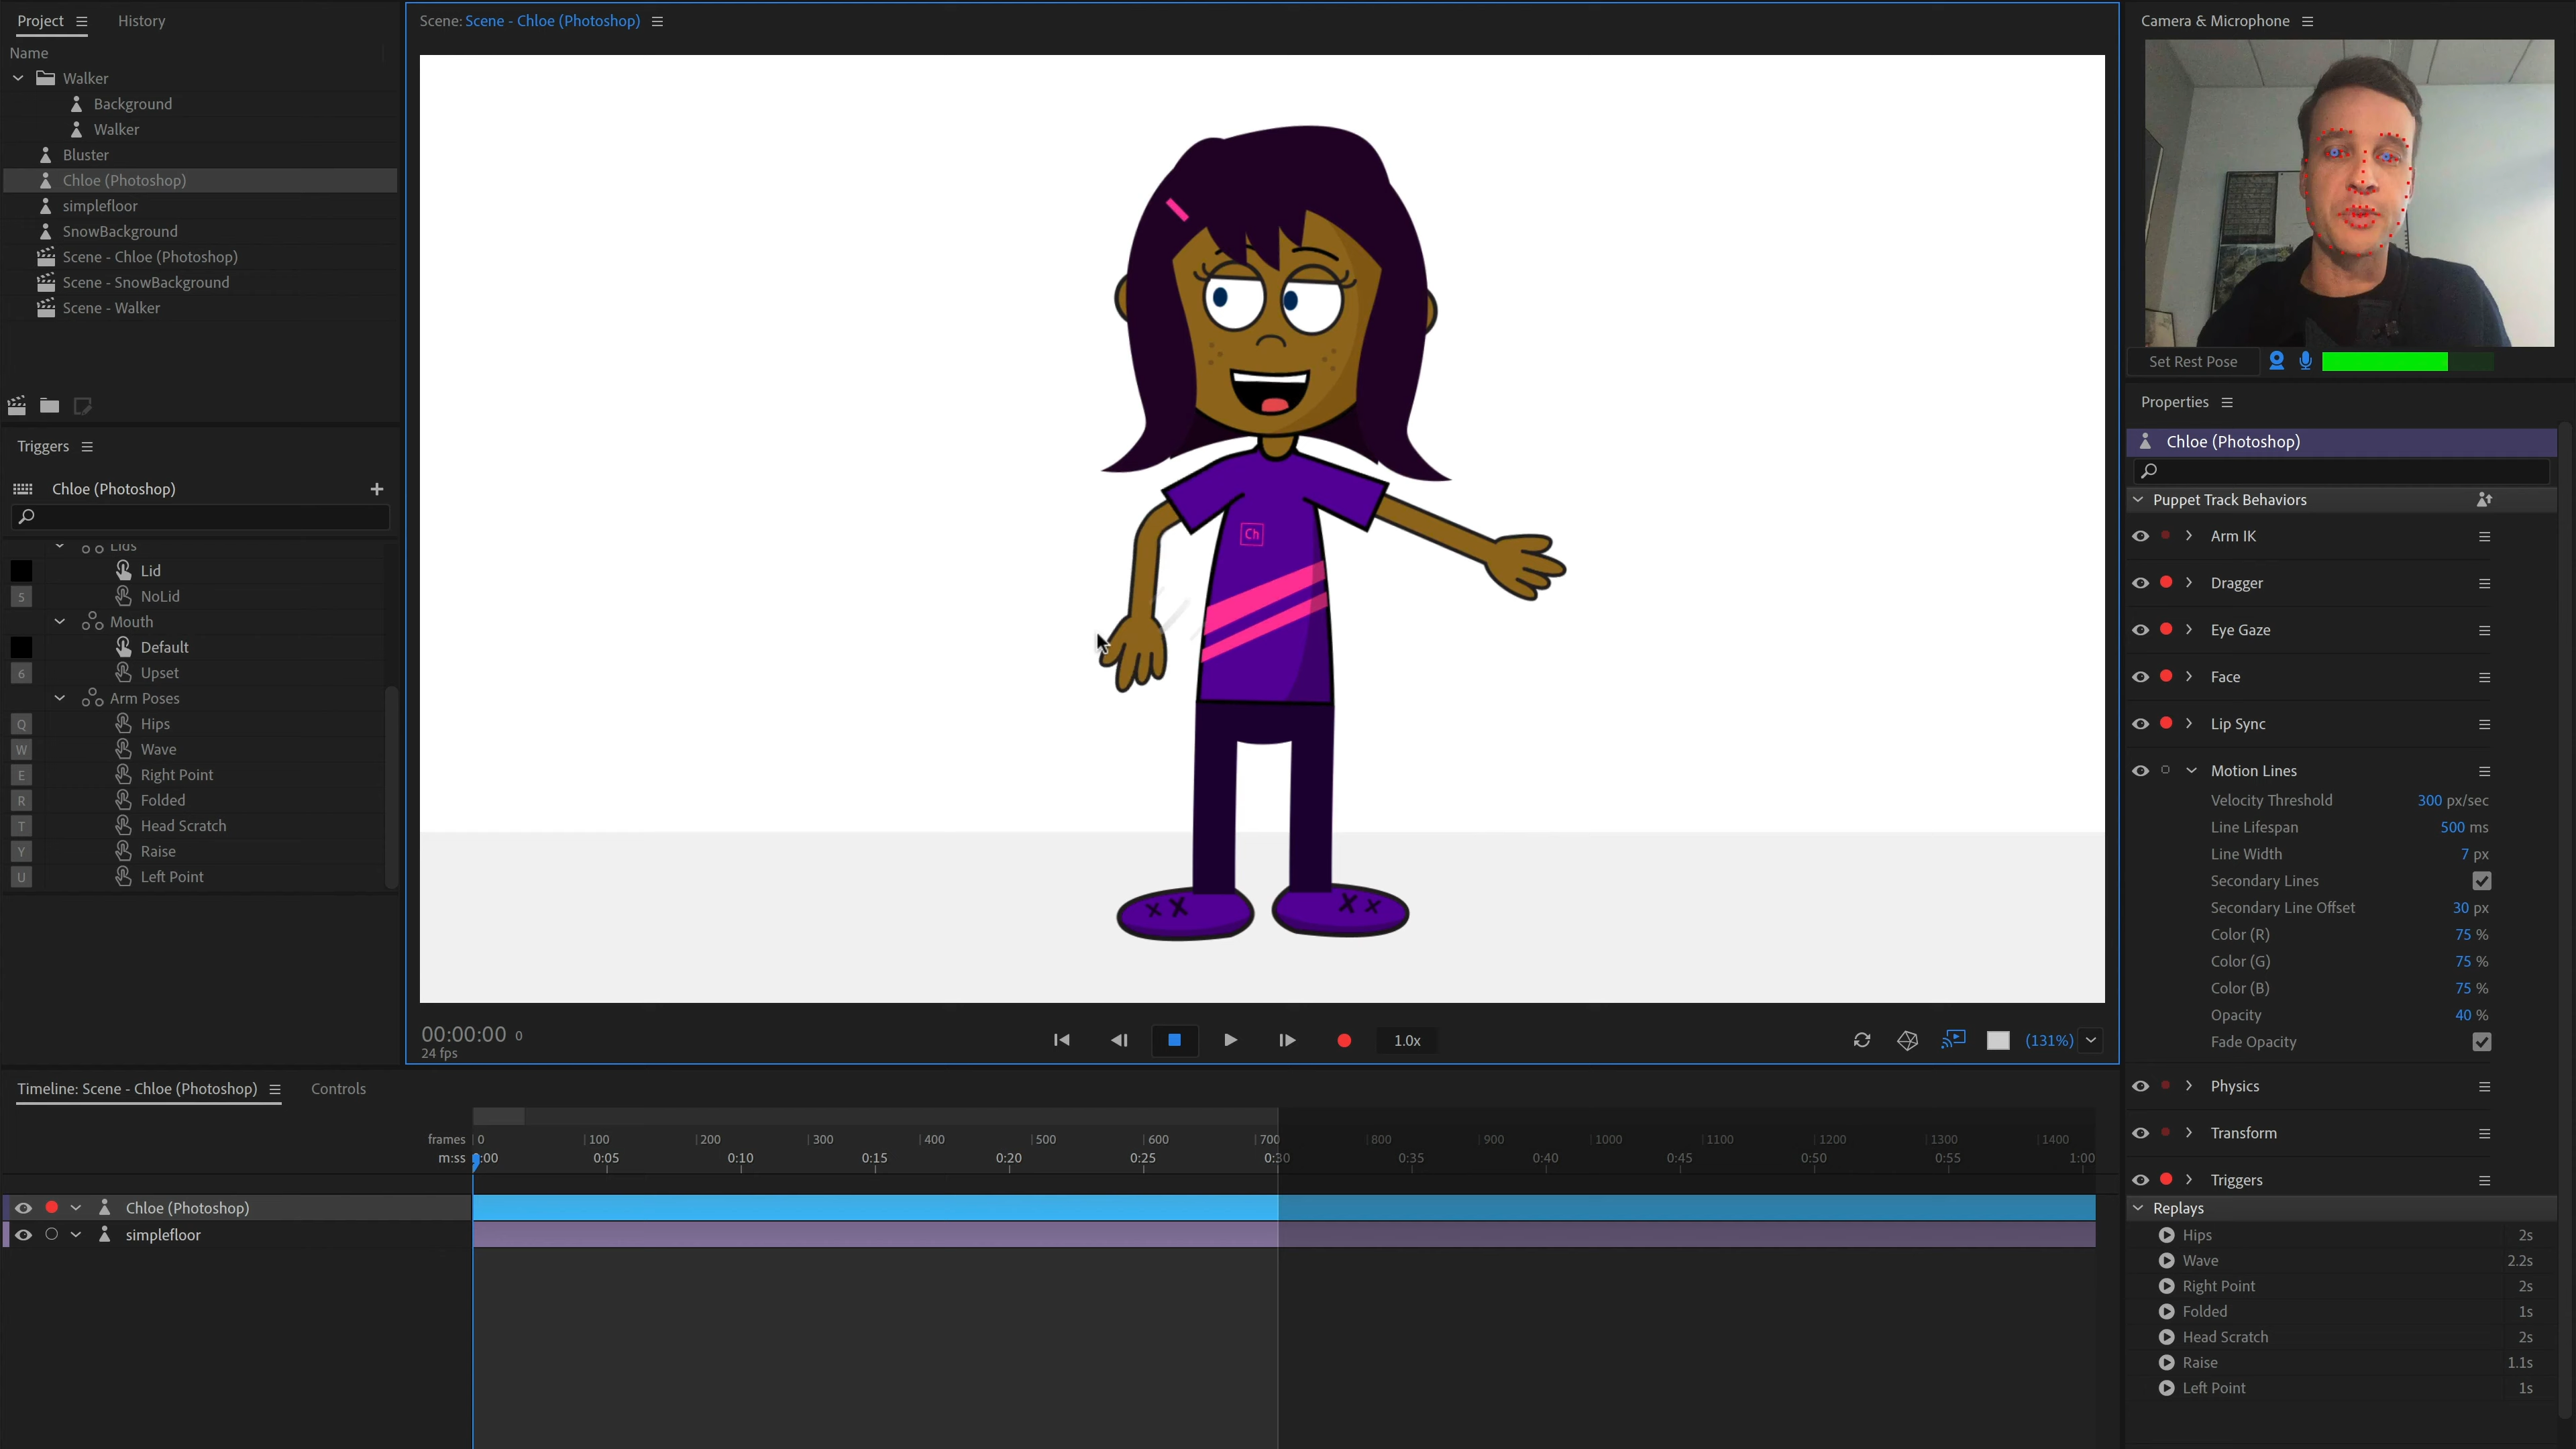 Project
History
Name
Walker
Background
Walker
Bluster
Chloe (Photoshop)
simplefloor
SnowBackground
Scene - Chloe (Photoshop)
Scene - SnowBackground
Scene - Walker
Triggers
Chloe (Photoshop)
Lids
Lid
S NoLid
Mouth
Default
6 Upset
Arm Poses
Q Hips
W Wave
E Right Point
R Folded
T Head Scratch
Y Raise
U Left Point
Scene: Scene - Chloe (Photoshop)
Ch
00:00:00 0
24 fps
1.0x
(131%)
Camera & Microphone
Set Rest Pose
Properties
Chloe (Photoshop)
Puppet Track Behaviors
Arm IK
Dragger
Eye Gaze
Face
Lip Sync
Motion Lines
Velocity Threshold 300 px/sec
Line Lifespan 500 ms
Line Width 7 px
Secondary Lines
Secondary Line Offset 30 px
Color (R) 75 %
Color (G) 75 %
Color (B) 75 %
Opacity 40 %
Fade Opacity
Physics
Transform
Triggers
Replays
Hips 2s
Wave 2.2s
Right Point 2s
Folded 1s
Head Scratch 2s
Raise 1.1s
Left Point 1s
Timeline: Scene - Chloe (Photoshop)
Controls
frames 0 100 200 300 400 500 600 700 800 900 1000 1100 1200 1300 1400
m:ss 0:00 0:05 0:10 0:15 0:20 0:25 0:30 0:35 0:40 0:45 0:50 0:55 1:00
Chloe (Photoshop)
simplefloor